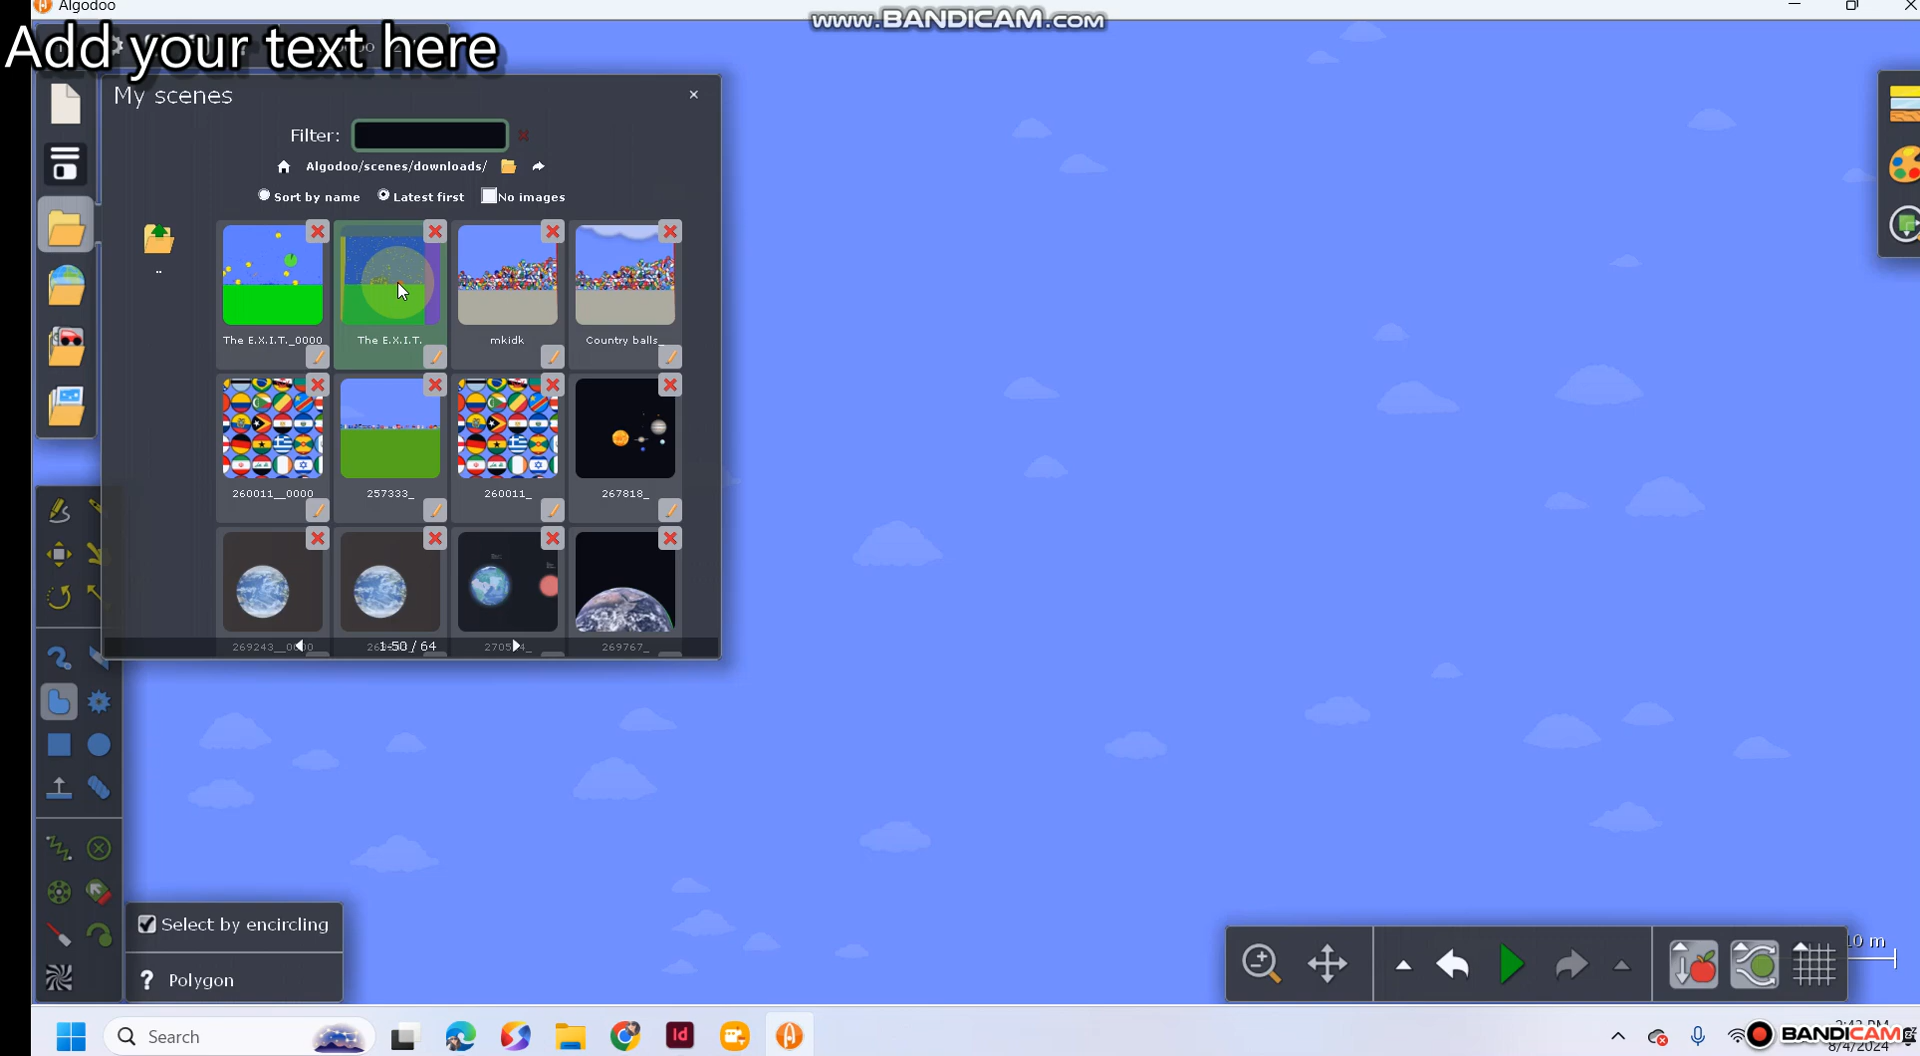 Algodoo
www.BANDICAM.com
Add your text here
My scenes
Filter:
Algodoo/scenes/downloads/
Sort by name
Latest first
No images
..
The E.X.I.T._0000
The E.X.I.T.
mkidk
Country balls_
260011__0000
257333_
260011_
267818_
1-50 / 64
269767_
Select by encircling
? Polygon
10 m
Search
Id
BANDICAM
8/4/2024